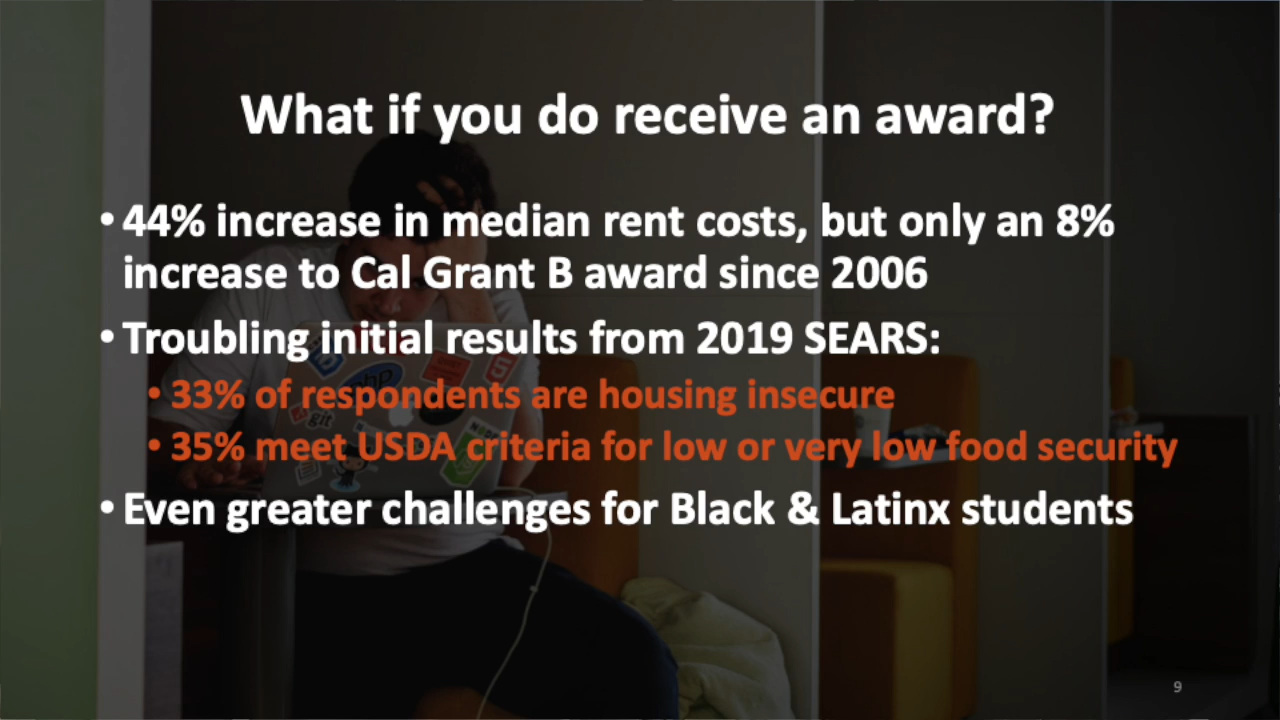 What if you do receive an award?
• 44% increase in median rent costs, but only an 8%
increase to Cal Grant B award since 2006
• Troubling initial results from 2019 SEARS:
• 33% of respondents are housing insecure
• 35% meet USDA criteria for low or very low food security
• Even greater challenges for Black & Latinx students
php
git
9